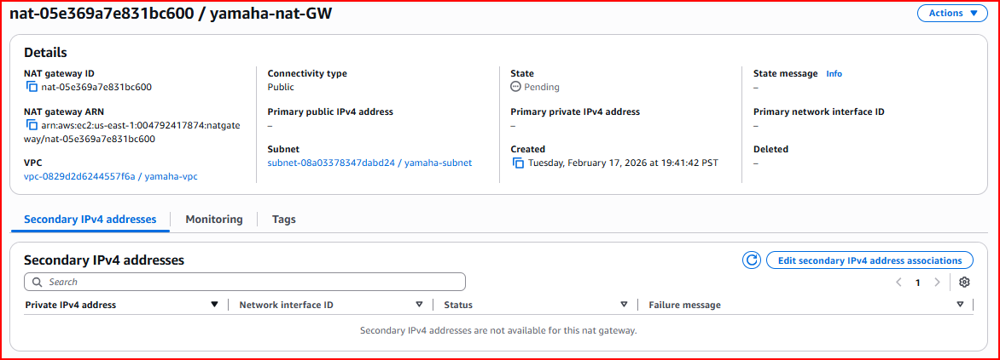 nat-05e369a7e831bc600 / yamaha-nat-GW
Actions
Details
NAT gateway ID
nat-05e369a7e831bc600
Connectivity type
Public
State
Pending
State message Info
–
NAT gateway ARN
arn:aws:ec2:us-east-1:004792417874:natgate
way/nat-05e369a7e831bc600
Primary public IPv4 address
–
Primary private IPv4 address
–
Primary network interface ID
–
VPC
vpc-0829d2d6244557f6a / yamaha-vpc
Subnet
subnet-08a03378347dabd24 / yamaha-subnet
Created
Tuesday, February 17, 2026 at 19:41:42 PST
Deleted
–
Secondary IPv4 addresses
Monitoring
Tags
Secondary IPv4 addresses
Edit secondary IPv4 address associations
Search
1
Private IPv4 address
Network interface ID
Status
Failure message
Secondary IPv4 addresses are not available for this nat gateway.